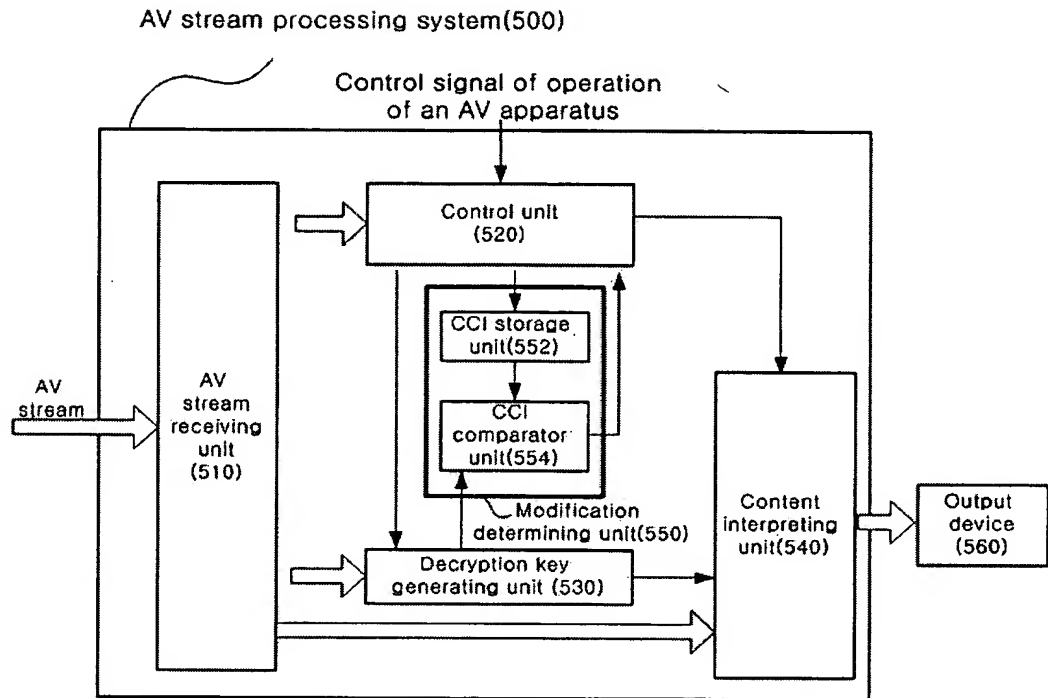 AV stream processing system(500)
Control signal of operation
of an AV apparatus
Control unit
(520)
CCI storage
unit(552)
AV
stream
AV
stream
receiving
unit
(510)
CCI
comparator
unit(554)
Modification
determining unit(550)
Content
interpreting
unit(540)
Output
device
(560)
Decryption key
generating unit (530)